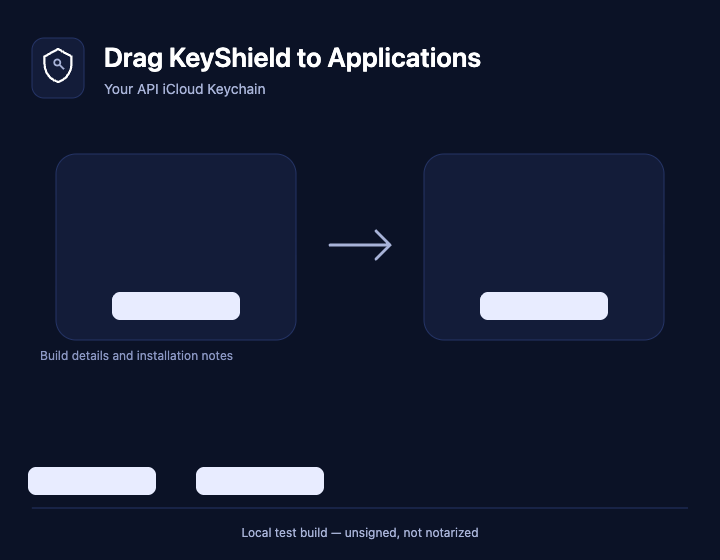 Drag KeyShield to Applications
Your API iCloud Keychain
Build details and installation notes
Local test build — unsigned, not notarized